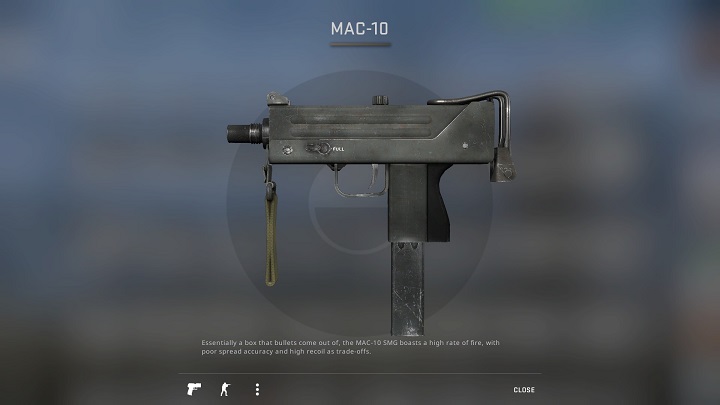 MAC-10
FULL
Essentially a box that bullets come out of, the MAC-10 SMG boasts a high rate of fire, with
poor spread accuracy and high recoil as trade-offs.
CLOSE